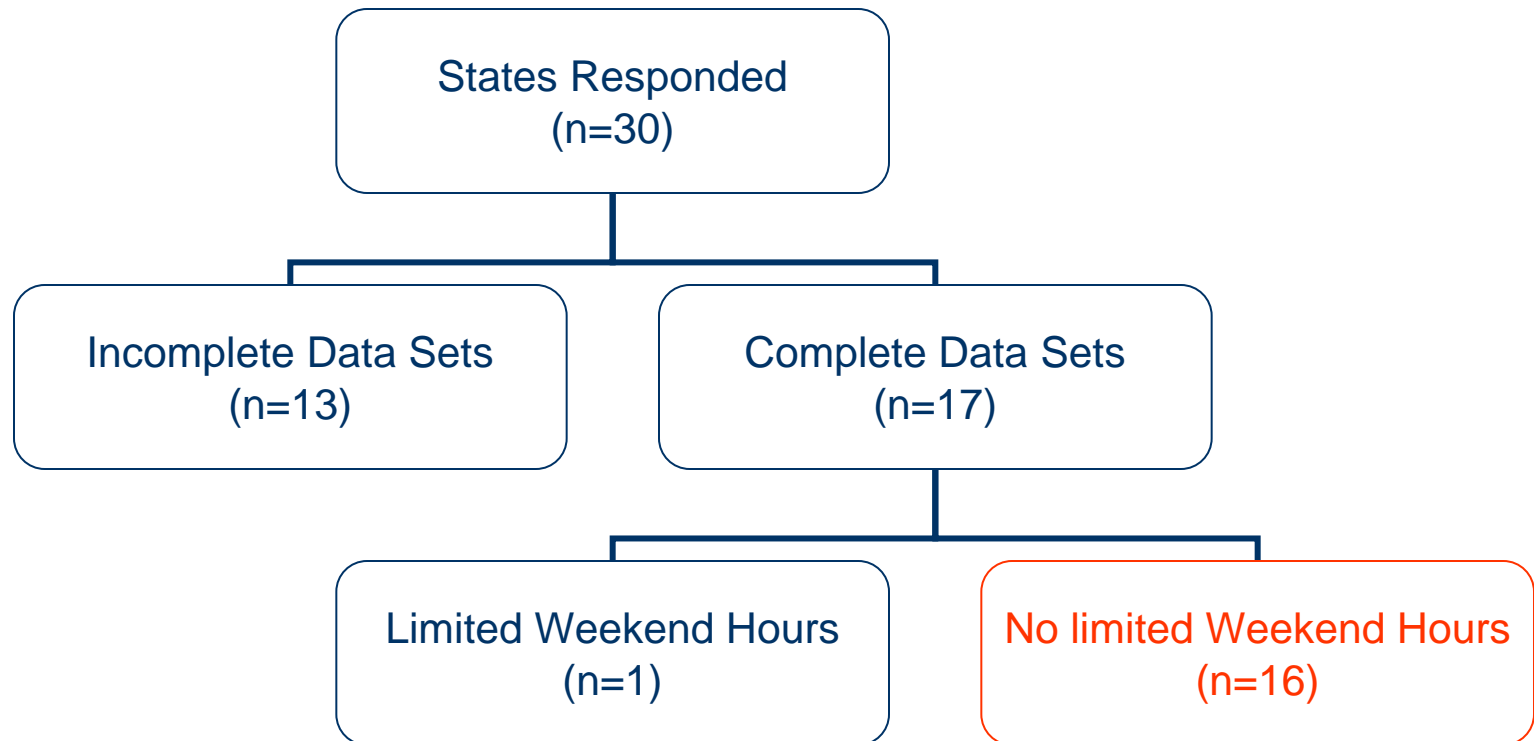 States Responded
(n=30)
Incomplete Data Sets
(n=13)
Complete Data Sets
(n=17)
Limited Weekend Hours
(n=1)
No limited Weekend Hours
(n=16)